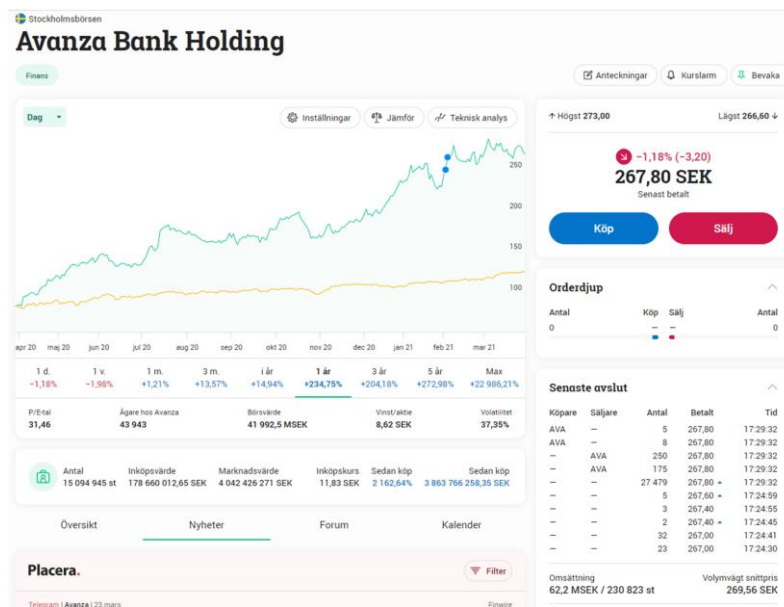 Stockholmsbörsen
Avanza Bank Holding
Finans
Anteckningar Kurslarm Bevaka
Dag
Inställningar Jämför Teknisk analys
250
200
150
100
apr 20 maj 20 jun 20 jul 20 aug 20 sep 20 okt 20 nov 20 dec 20 jan 21 feb 21 mar 21
1 d. 1 v. 1 m. 3 m. i år 1 år 3 år 5 år Max
−1,18% −1,98% +1,21% +13,57% +14,94% +234,75% +204,18% +272,98% +22 986,21%
P/E-tal Ägare hos Avanza Börsvärde Vinst/aktie Volatilitet
31,46 43 943 41 992,5 MSEK 8,62 SEK 37,35%
Antal Inköpsvärde Marknadsvärde Inköpskurs Sedan köp Sedan köp
15 094 945 st 178 660 012,65 SEK 4 042 426 271 SEK 11,83 SEK 2 162,64% 3 863 766 258,35 SEK
Översikt Nyheter Forum Kalender
Placera.
Filter
Telegram | Avanza | 23 mars Finwire
↑ Högst 273,00 Lägst 266,60 ↓
−1,18% (−3,20)
267,80 SEK
Senast betalt
Köp Sälj
Orderdjup
Antal Köp Sälj Antal
0 – – 0
Senaste avslut
Köpare Säljare Antal Betalt Tid
AVA – 5 267,80 17:29:32
AVA – 8 267,80 17:29:32
– AVA 250 267,80 17:29:32
– AVA 175 267,80 17:29:32
– – 27 479 267,80 17:29:32
– – 5 267,60 17:24:59
– – 3 267,40 17:24:55
– – 2 267,40 17:24:45
– – 32 267,00 17:24:41
– – 23 267,00 17:24:30
Omsättning Volymvägt snittpris
62,2 MSEK / 230 823 st 269,56 SEK